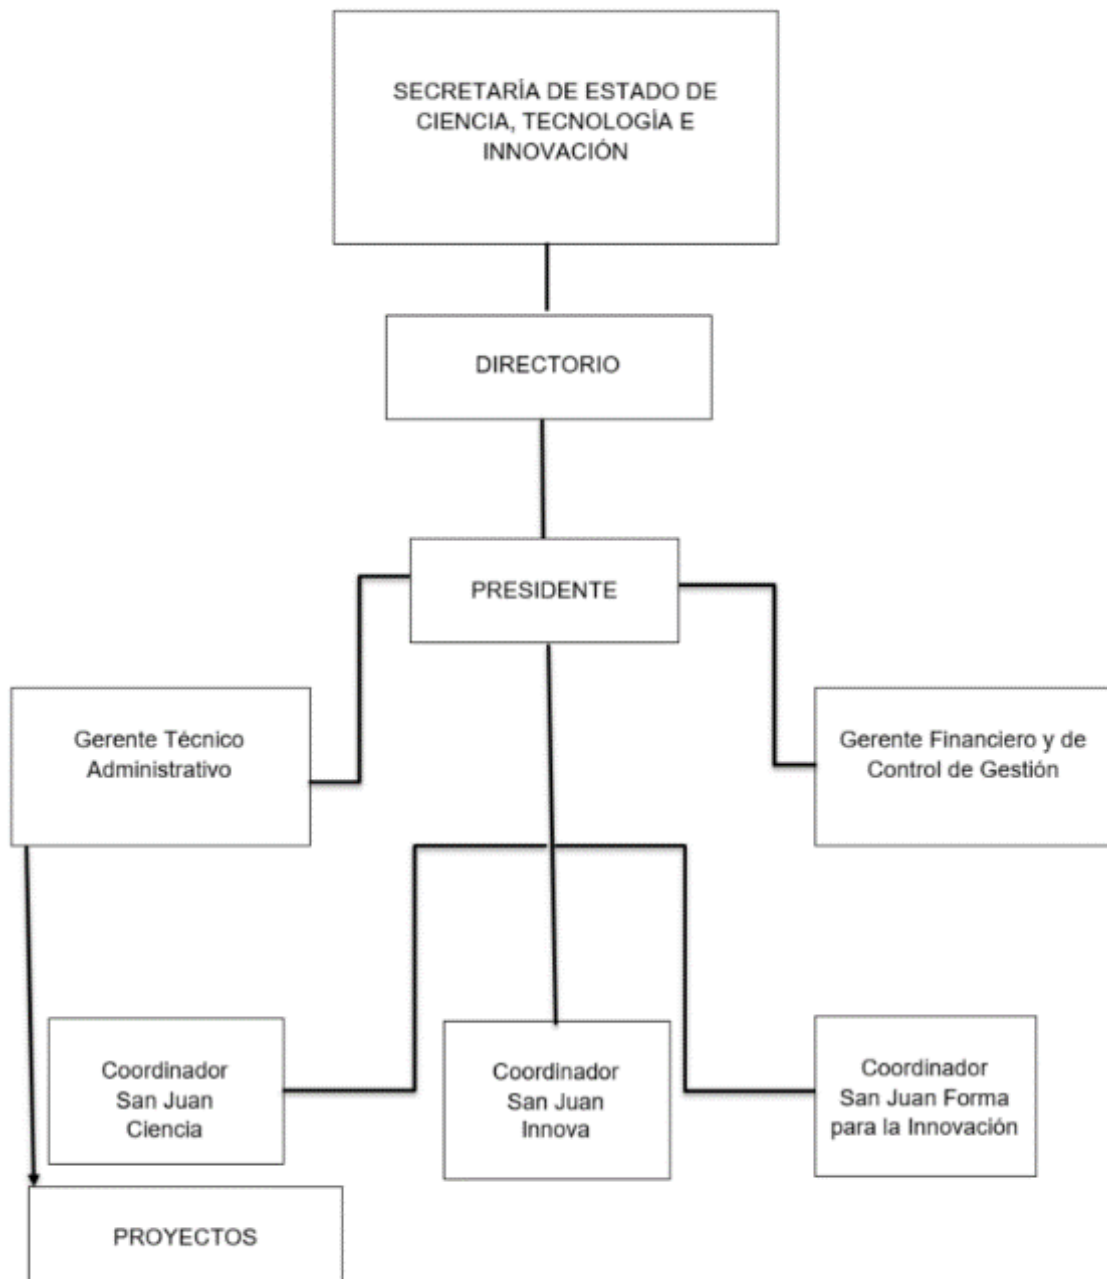 SECRETARÍA DE ESTADO DE
CIENCIA, TECNOLOGÍA E
INNOVACIÓN
DIRECTORIO
PRESIDENTE
Gerente Técnico
Administrativo
Gerente Financiero y de
Control de Gestión
Coordinador
San Juan
Ciencia
Coordinador
San Juan
Innova
Coordinador
San Juan Forma
para la Innovación
PROYECTOS